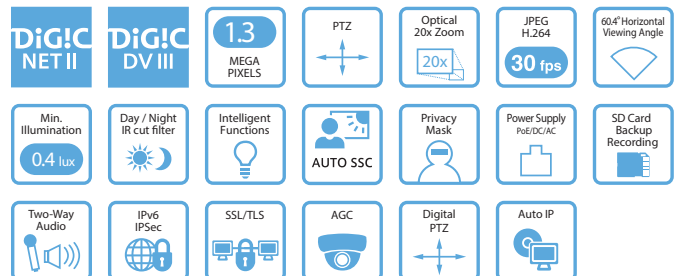 DiG!C
NET II
DiG!C
DV III
1.3
MEGA
PIXELS
PTZ
Optical
20x Zoom
20x
JPEG
H.264
30 fps
60.4° Horizontal
Viewing Angle
Min.
Illumination
0.4 lux
Day / Night
IR cut filter
Intelligent
Functions
AUTO SSC
Privacy
Mask
Power Supply
PoE/DC/AC
SD Card
Backup
Recording
Two-Way
Audio
IPv6
IPSec
SSL/TLS
AGC
Digital
PTZ
Auto IP